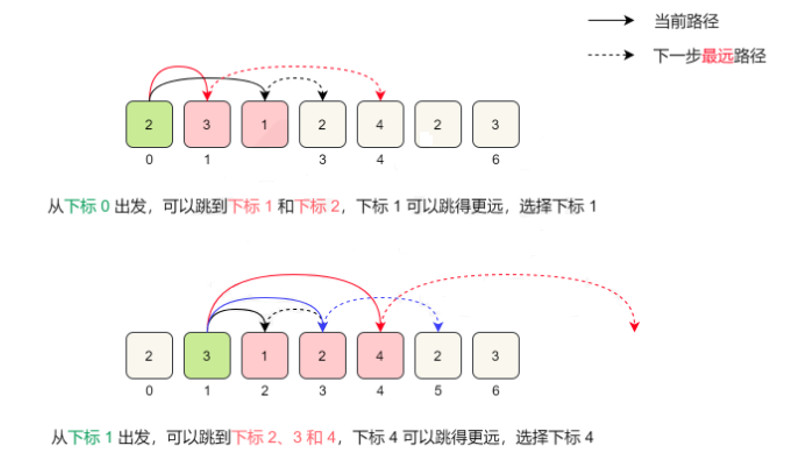 当前路径
下一步最远路径
2 3 1 2 4 2 3
0 1 3 4 6
从下标 0 出发，可以跳到下标 1 和下标 2，下标 1 可以跳得更远，选择下标 1
2 3 1 2 4 2 3
0 1 2 3 4 5 6
从下标 1 出发，可以跳到下标 2、3 和 4，下标 4 可以跳得更远，选择下标 4